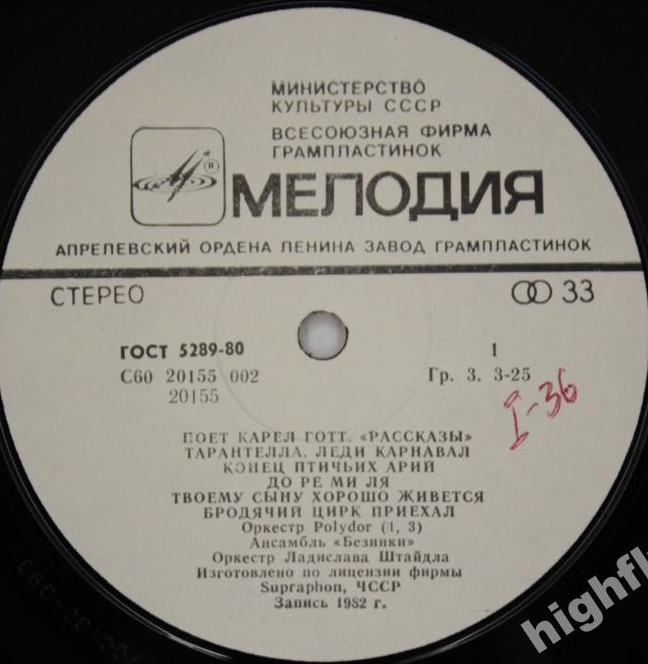 МИНИСТЕРСТВО
КУЛЬТУРЫ СССР
ВСЕСОЮЗНАЯ ФИРМА
ГРАМПЛАСТИНОК
МЕЛОДИЯ
АПРЕЛЕВСКИЙ ОРДЕНА ЛЕНИНА ЗАВОД ГРАМПЛАСТИНОК
СТЕРЕО 33
ГОСТ 5289-80 1
С60 20155 002 Гр. 3. 3-25
20155
I-36
ПОЕТ КАРЕЛ ГОТТ. «РАССКАЗЫ»
ТАРАНТЕЛЛА. ЛЕДИ КАРНАВАЛ
КОНЕЦ ПТИЧЬИХ АРИЙ
ДО РЕ МИ ЛЯ
ТВОЕМУ СЫНУ ХОРОШО ЖИВЕТСЯ
БРОДЯЧИЙ ЦИРК ПРИЕХАЛ
Оркестр Polydor (1, 3)
Ансамбль «Безинки»
Оркестр Ладислава Штайдла
Изготовлено по лицензии фирмы
Supraphon, ЧССР
Запись 1982 г.
highfl